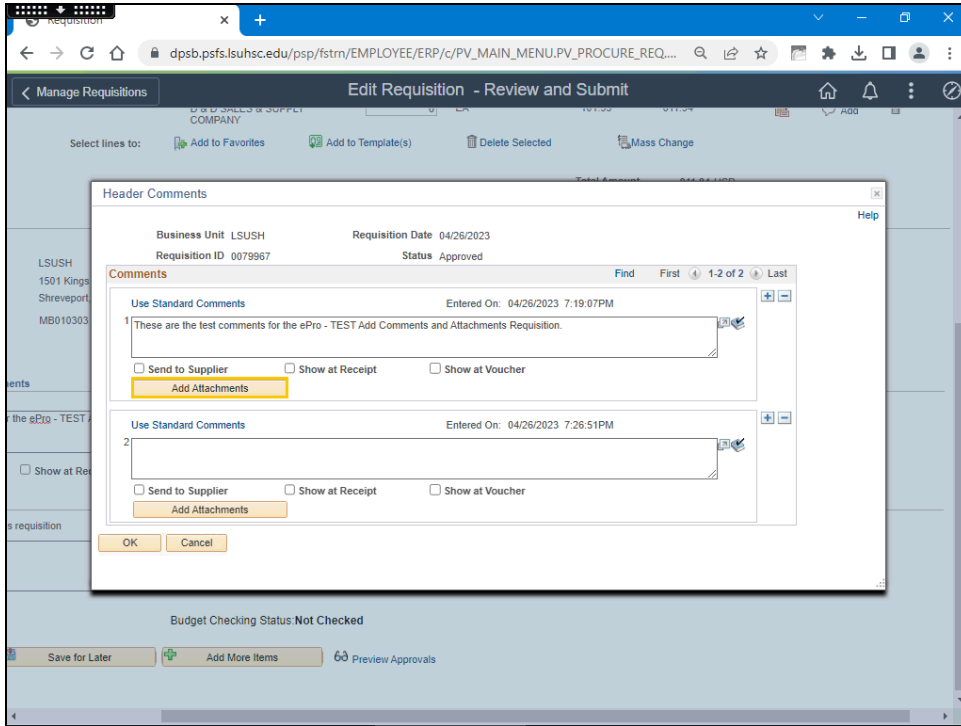 Requisition
dpsb.psfs.lsuhsc.edu/psp/fstrn/EMPLOYEE/ERP/c/PV_MAIN_MENU.PV_PROCURE_REQ....
Manage Requisitions
Edit Requisition - Review and Submit
D & D SALES & SUPPLY
COMPANY
Add
Select lines to: Add to Favorites Add to Template(s) Delete Selected Mass Change
Total Amount
Header Comments
Help
Business Unit LSUSH Requisition Date 04/26/2023
Requisition ID 0079967 Status Approved
LSUSH
1501 Kings
Shreveport
MB010303
Comments Find First 1-2 of 2 Last
Use Standard Comments Entered On: 04/26/2023 7:19:07PM
1 These are the test comments for the ePro - TEST Add Comments and Attachments Requisition.
Send to Supplier Show at Receipt Show at Voucher
Add Attachments
ents
r the ePro - TEST
Use Standard Comments Entered On: 04/26/2023 7:26:51PM
2
Show at Re
Send to Supplier Show at Receipt Show at Voucher
Add Attachments
s requisition
OK Cancel
Budget Checking Status:Not Checked
Save for Later Add More Items Preview Approvals